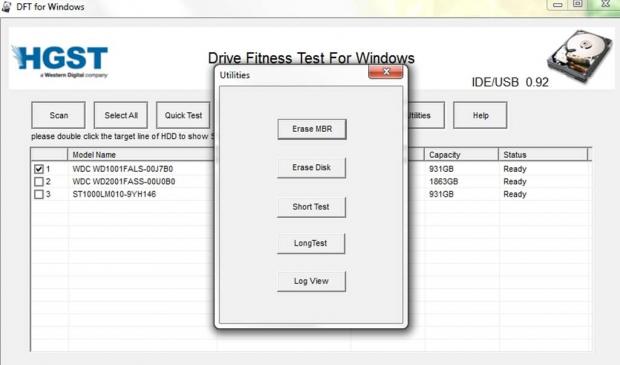 DFT for Windows
HGST
a Western Digital company
Drive Fitness Test For Windows
IDE/USB 0.92
Utilities
Scan
Select All
Quick Test
tilities
Help
please double click the target line of HDD to show S
Model Name
Capacity
Status
1 WDC WD1001FALS-00J7B0 931GB Ready
2 WDC WD2001FASS-00U0B0 1863GB Ready
3 ST1000LM010-9YH146 931GB Ready
Erase MBR
Erase Disk
Short Test
LongTest
Log View